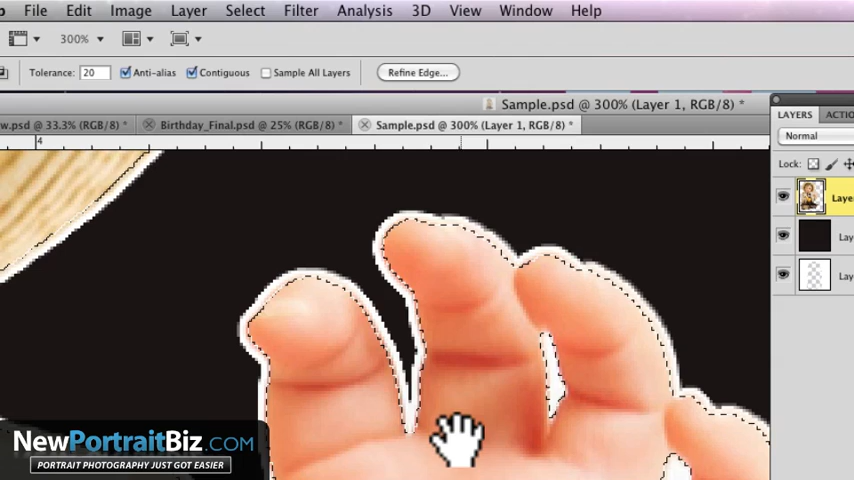 File Edit Image Layer Select Filter Analysis 3D View Window Help
300%
Tolerance: 20 Anti-alias Contiguous Sample All Layers Refine Edge...
Sample.psd @ 300% (Layer 1, RGB/8) *
w.psd @ 33.3% (RGB/8) * Birthday_Final.psd @ 25% (RGB/8) * Sample.psd @ 300% (Layer 1, RGB/8) *
LAYERS ACTIO
4
Normal
Lock:
Laye
Lay
Lay
NewPortraitBiz.COM
PORTRAIT PHOTOGRAPHY JUST GOT EASIER